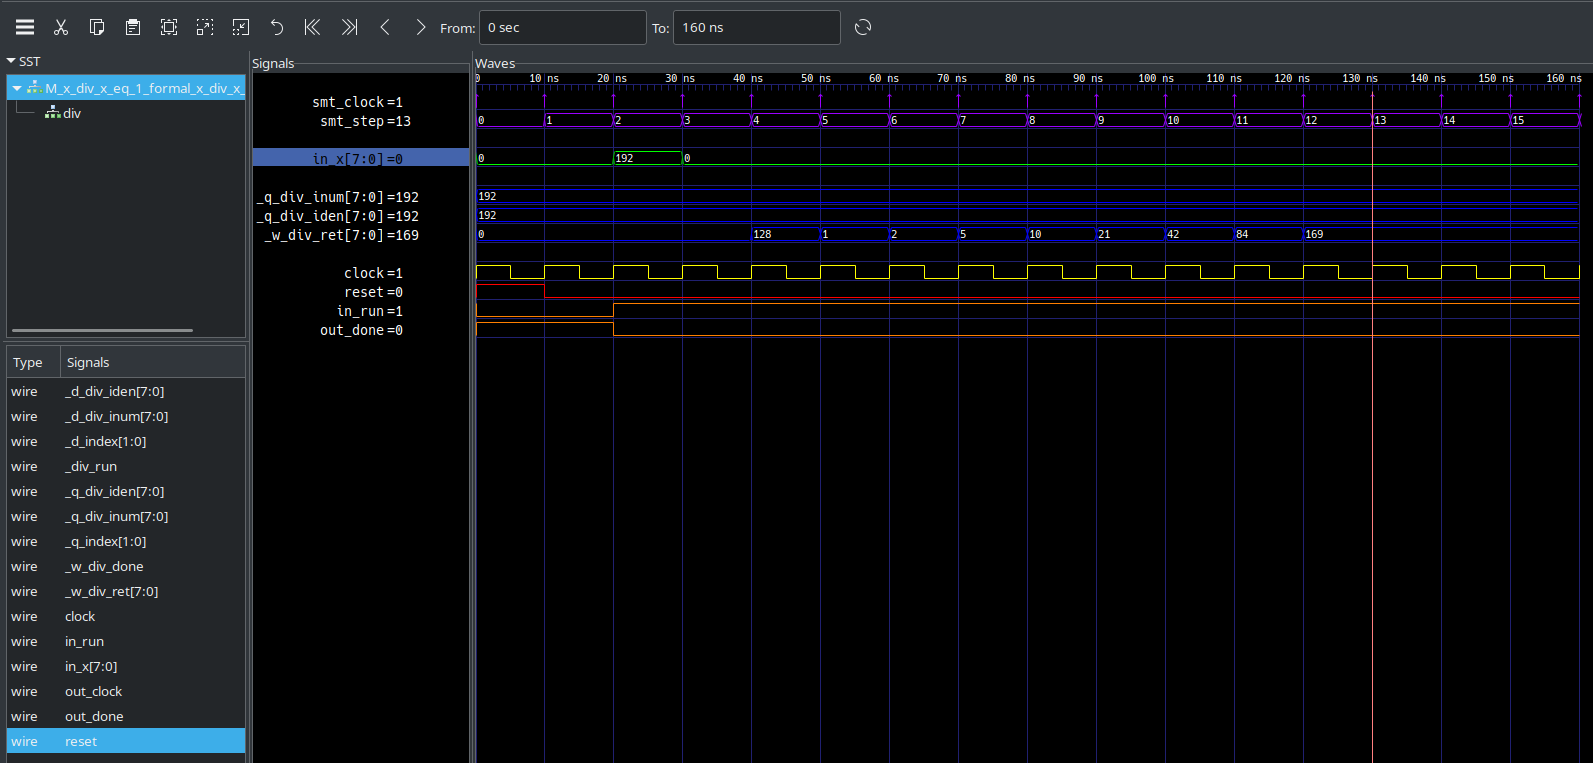 From: 0 sec To: 160 ns
SST
M_x_div_x_eq_1_formal_x_div_x_
div
Type Signals
wire _d_div_iden[7:0]
wire _d_div_inum[7:0]
wire _d_index[1:0]
wire _div_run
wire _q_div_iden[7:0]
wire _q_div_inum[7:0]
wire _q_index[1:0]
wire _w_div_done
wire _w_div_ret[7:0]
wire clock
wire in_run
wire in_x[7:0]
wire out_clock
wire out_done
wire reset
Signals
smt_clock=1
smt_step=13
in_x[7:0]=0
_q_div_inum[7:0]=192
_q_div_iden[7:0]=192
_w_div_ret[7:0]=169
clock=1
reset=0
in_run=1
out_done=0
Waves
0 10 ns 20 ns 30 ns 40 ns 50 ns 60 ns 70 ns 80 ns 90 ns 100 ns 110 ns 120 ns 130 ns 140 ns 150 ns 160 ns
0 1 2 3 4 5 6 7 8 9 10 11 12 13 14 15
0 192 0
192
192
0 128 1 2 5 10 21 42 84 169